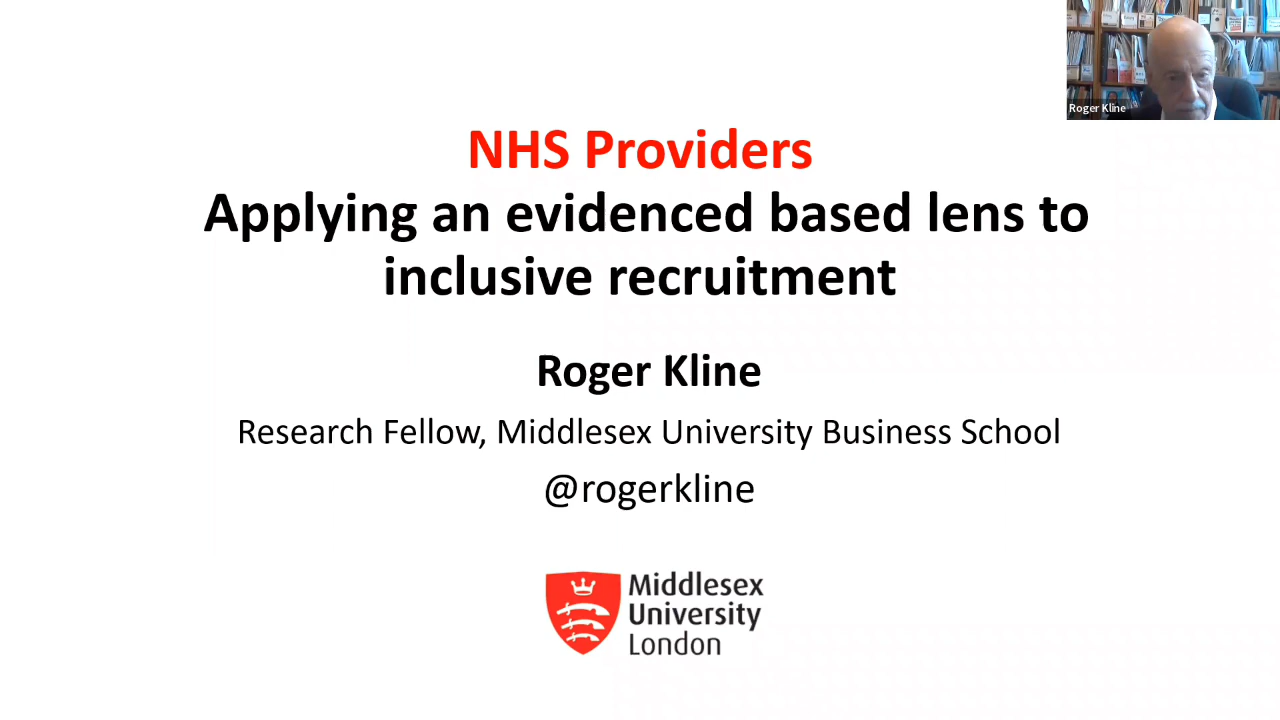 Roger Kline
NHS Providers
Applying an evidenced based lens to
inclusive recruitment
Roger Kline
Research Fellow, Middlesex University Business School
@rogerkline
Middlesex
University
London